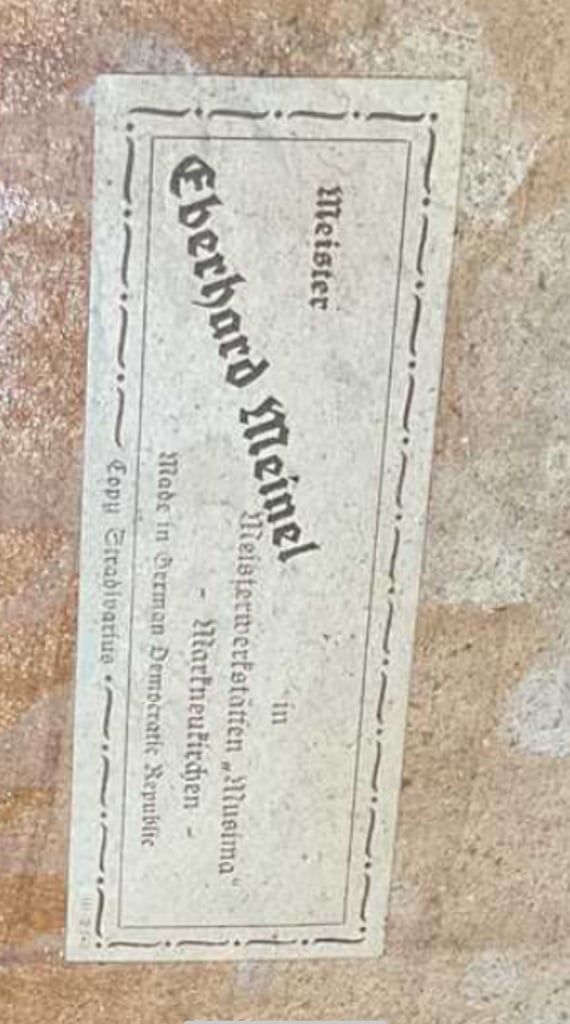 Meister
Eberhard Meinel
in
Meisterwerkstätten „Musima“
- Markneukirchen -
Made in German Democratic Republic
Copy Stradivarius